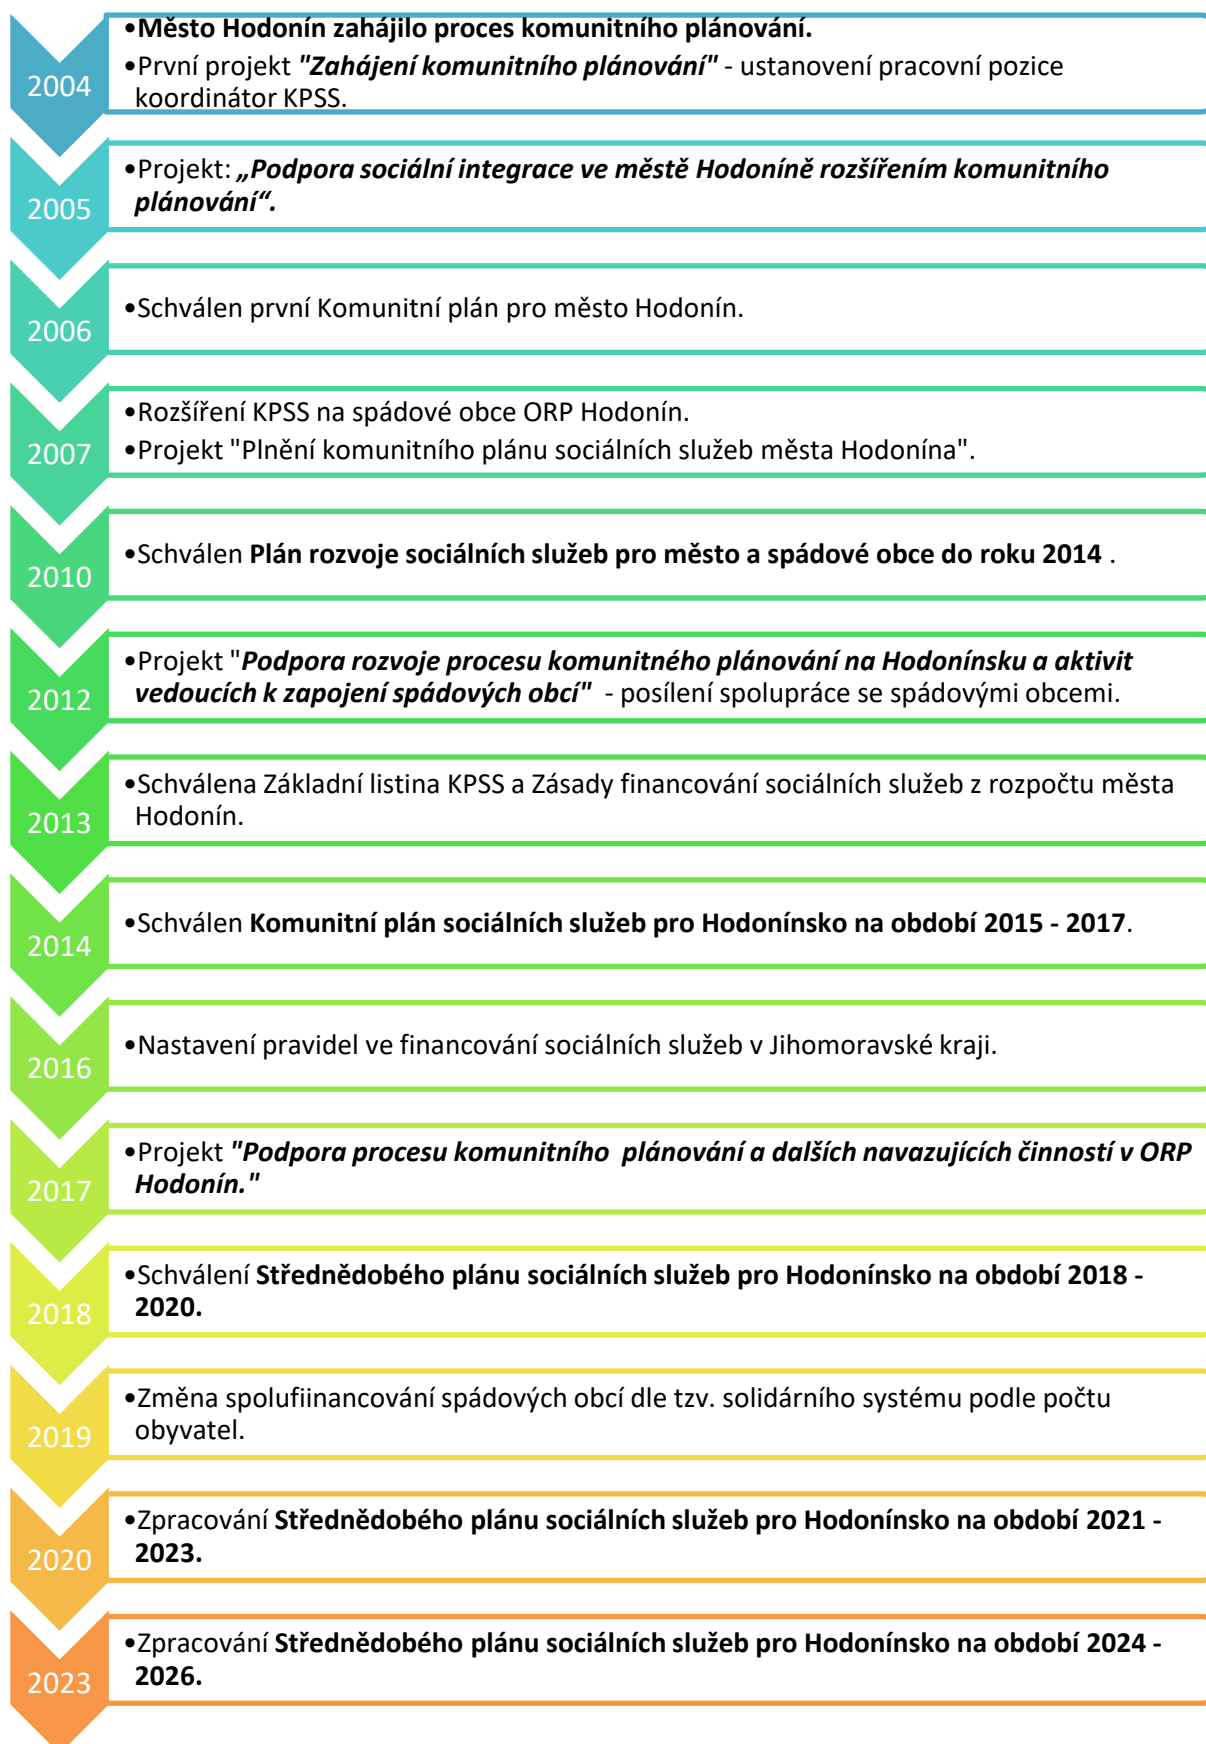 2004
•Město Hodonín zahájilo proces komunitního plánování.
•První projekt "Zahájení komunitního plánování" - ustanovení pracovní pozice
koordinátor KPSS.
2005
•Projekt: „Podpora sociální integrace ve městě Hodoníně rozšířením komunitního
plánování“.
2006
•Schválen první Komunitní plán pro město Hodonín.
2007
•Rozšíření KPSS na spádové obce ORP Hodonín.
•Projekt "Plnění komunitního plánu sociálních služeb města Hodonína".
2010
•Schválen Plán rozvoje sociálních služeb pro město a spádové obce do roku 2014 .
2012
•Projekt "Podpora rozvoje procesu komunitného plánování na Hodonínsku a aktivit
vedoucích k zapojení spádových obcí" - posílení spolupráce se spádovými obcemi.
2013
•Schválena Základní listina KPSS a Zásady financování sociálních služeb z rozpočtu města
Hodonín.
2014
•Schválen Komunitní plán sociálních služeb pro Hodonínsko na období 2015 - 2017.
2016
•Nastavení pravidel ve financování sociálních služeb v Jihomoravské kraji.
2017
•Projekt "Podpora procesu komunitního  plánování a dalších navazujících činností v ORP
Hodonín."
2018
•Schválení Střednědobého plánu sociálních služeb pro Hodonínsko na období 2018 -
2020.
2019
•Změna spolufiinancování spádových obcí dle tzv. solidárního systému podle počtu
obyvatel.
2020
•Zpracování Střednědobého plánu sociálních služeb pro Hodonínsko na období 2021 -
2023.
2023
•Zpracování Střednědobého plánu sociálních služeb pro Hodonínsko na období 2024 -
2026.